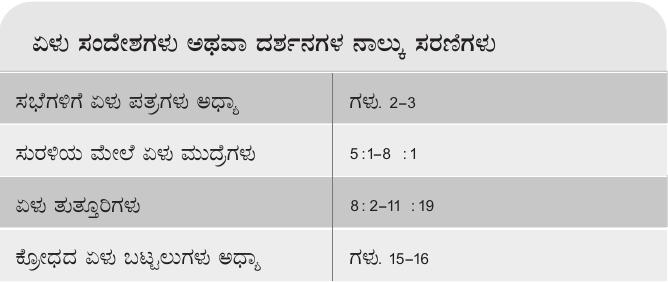 ಏಳು ಸಂದೇಶಗಳು ಅಥವಾ ದರ್ಶನಗಳ ನಾಲ್ಕು ಸರಣಿಗಳು
ಸಭೆಗಳಿಗೆ ಏಳು ಪತ್ರಗಳು ಅಧ್ಯಾ ಗಳು. 2–3
ಸುರಳಿಯ ಮೇಲೆ ಏಳು ಮುದ್ರೆಗಳು 5:1–8 :1
ಏಳು ತುತ್ತೂರಿಗಳು 8: 2–11 :19
ಕ್ರೋಧದ ಏಳು ಬಟ್ಟಲುಗಳು ಅಧ್ಯಾ ಗಳು. 15–16